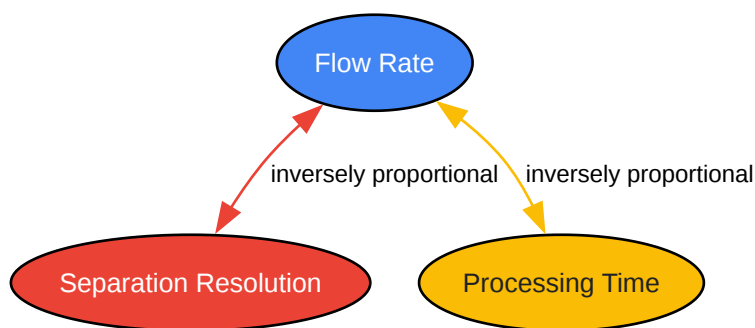 Flow Rate
inversely proportional
inversely proportional
Separation Resolution
Processing Time